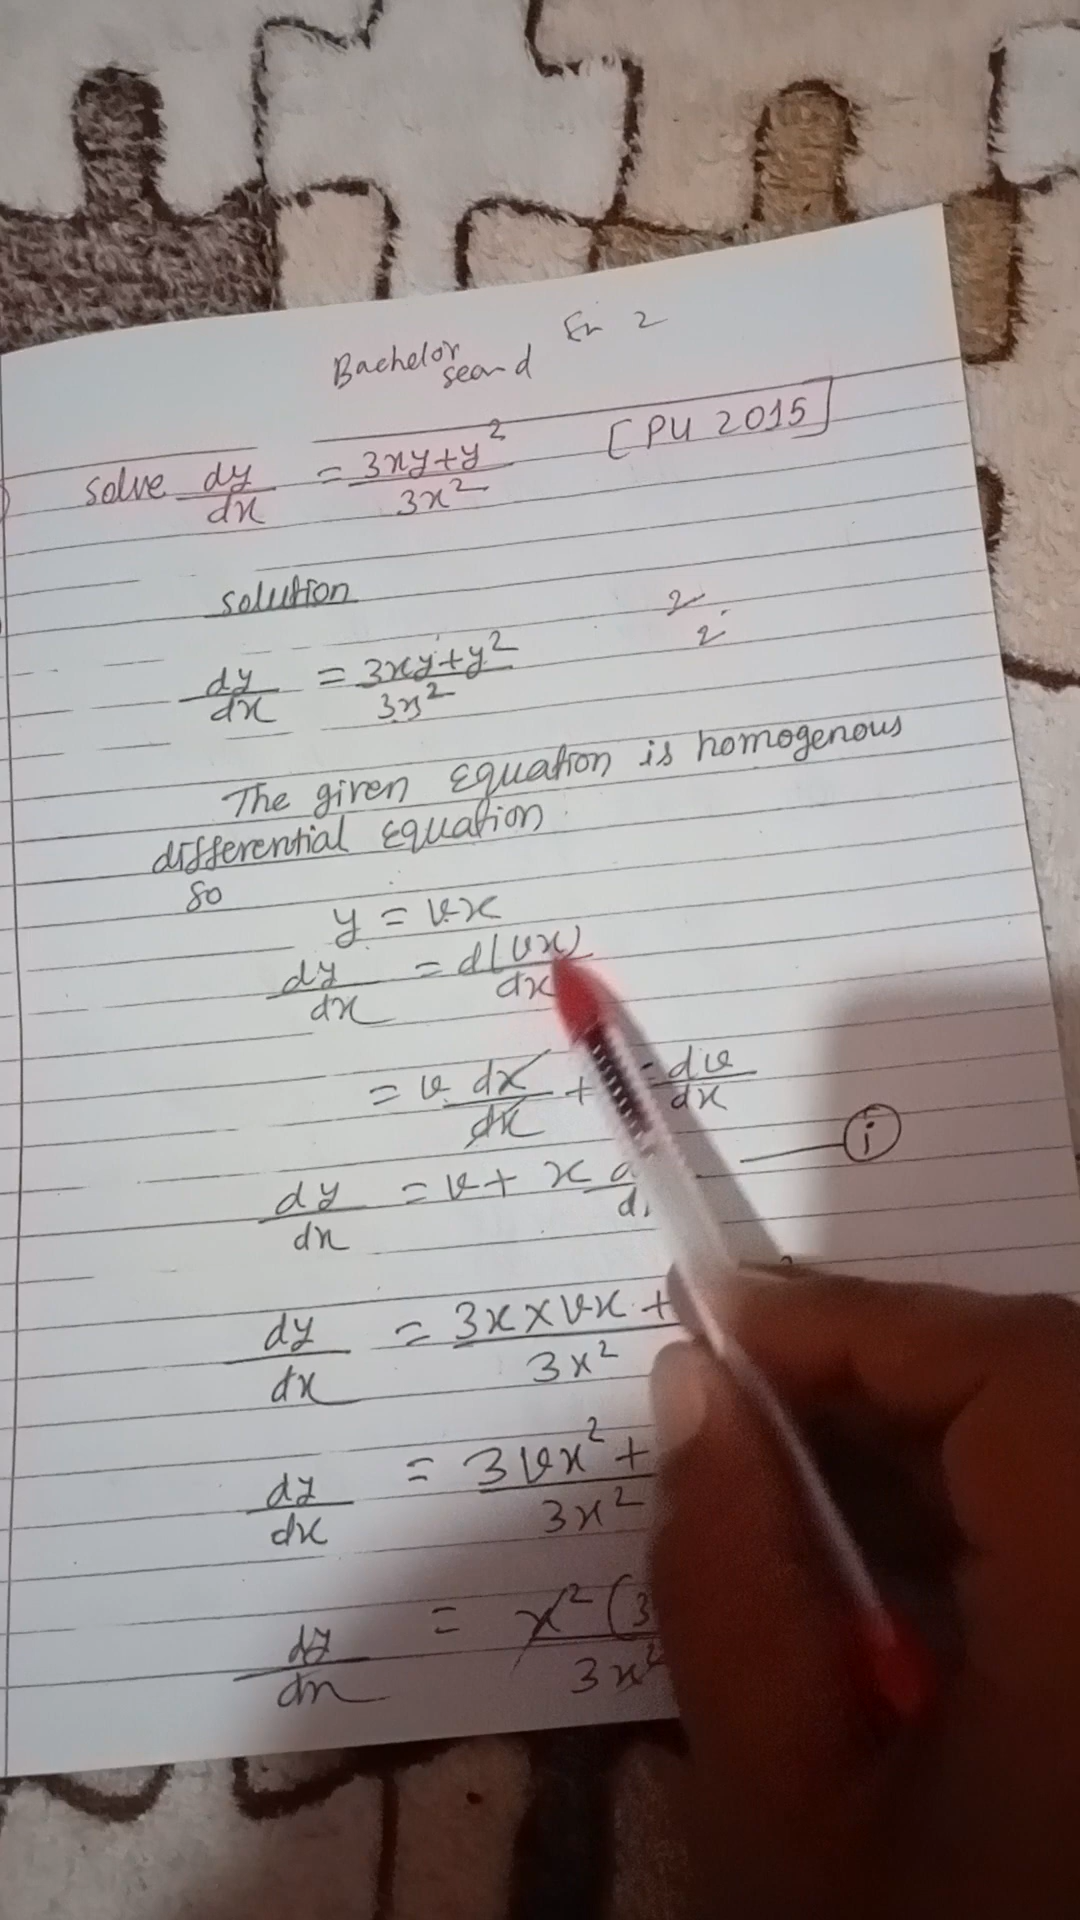 Bachelor Ex 2
second
Solve dy/dx = 3xy+y²/3x² [PU 2015]
solution
2/2
dy/dx = 3xy+y²/3x²
The given Equation is homogenous
differential Equation
so
y = vx
dy/dx = d(vx)/dx
= v. dx/dx + dv/dx
dy/dx = v + x d/d — (i)
dy/dx = 3x×vx +/3x²
dy/dx = 3vx² +/3x²
dy/dx = x²(3/3x²